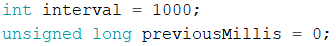 int interval = 1000;
unsigned long previousMillis = 0;